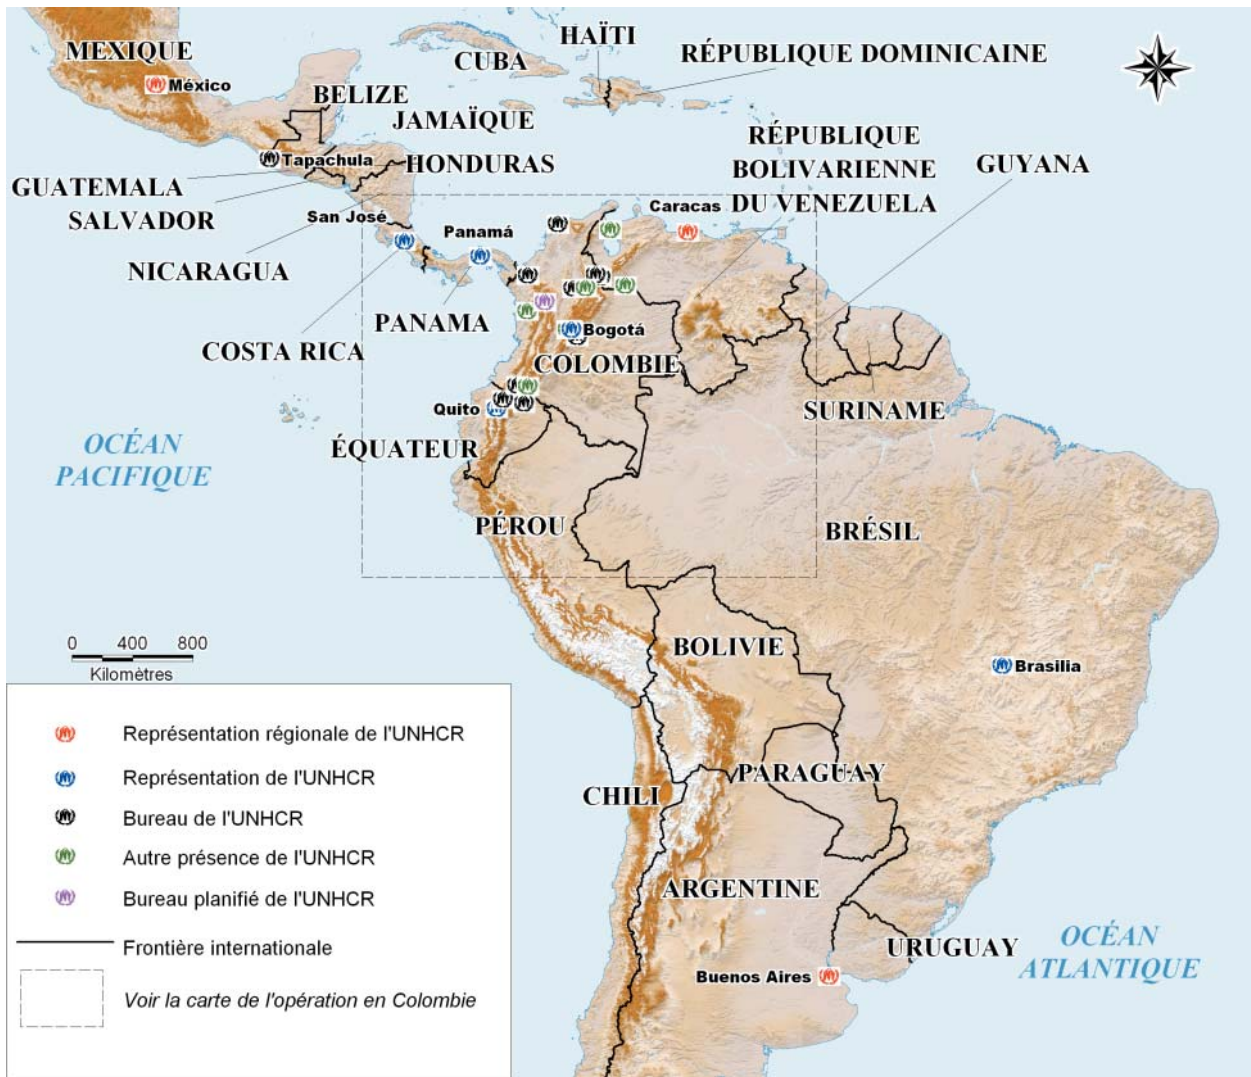 MEXIQUE
México
HAÏTI
CUBA
RÉPUBLIQUE DOMINICAINE
BELIZE
JAMAÏQUE
Tapachula
HONDURAS
GUATEMALA
SALVADOR
NICARAGUA
RÉPUBLIQUE
BOLIVARIENNE
DU VENEZUELA
GUYANA
San José
Panamá
Caracas
PANAMA
COSTA RICA
Bogotá
COLOMBIE
SURINAME
Quito
ÉQUATEUR
OCÉAN
PACIFIQUE
PÉROU
BRÉSIL
BOLIVIE
Brasilia
PARAGUAY
CHILI
ARGENTINE
URUGUAY
Buenos Aires
OCÉAN
ATLANTIQUE
0 400 800
Kilomètres
Représentation régionale de l'UNHCR
Représentation de l'UNHCR
Bureau de l'UNHCR
Autre présence de l'UNHCR
Bureau planifié de l'UNHCR
Frontière internationale
Voir la carte de l'opération en Colombie